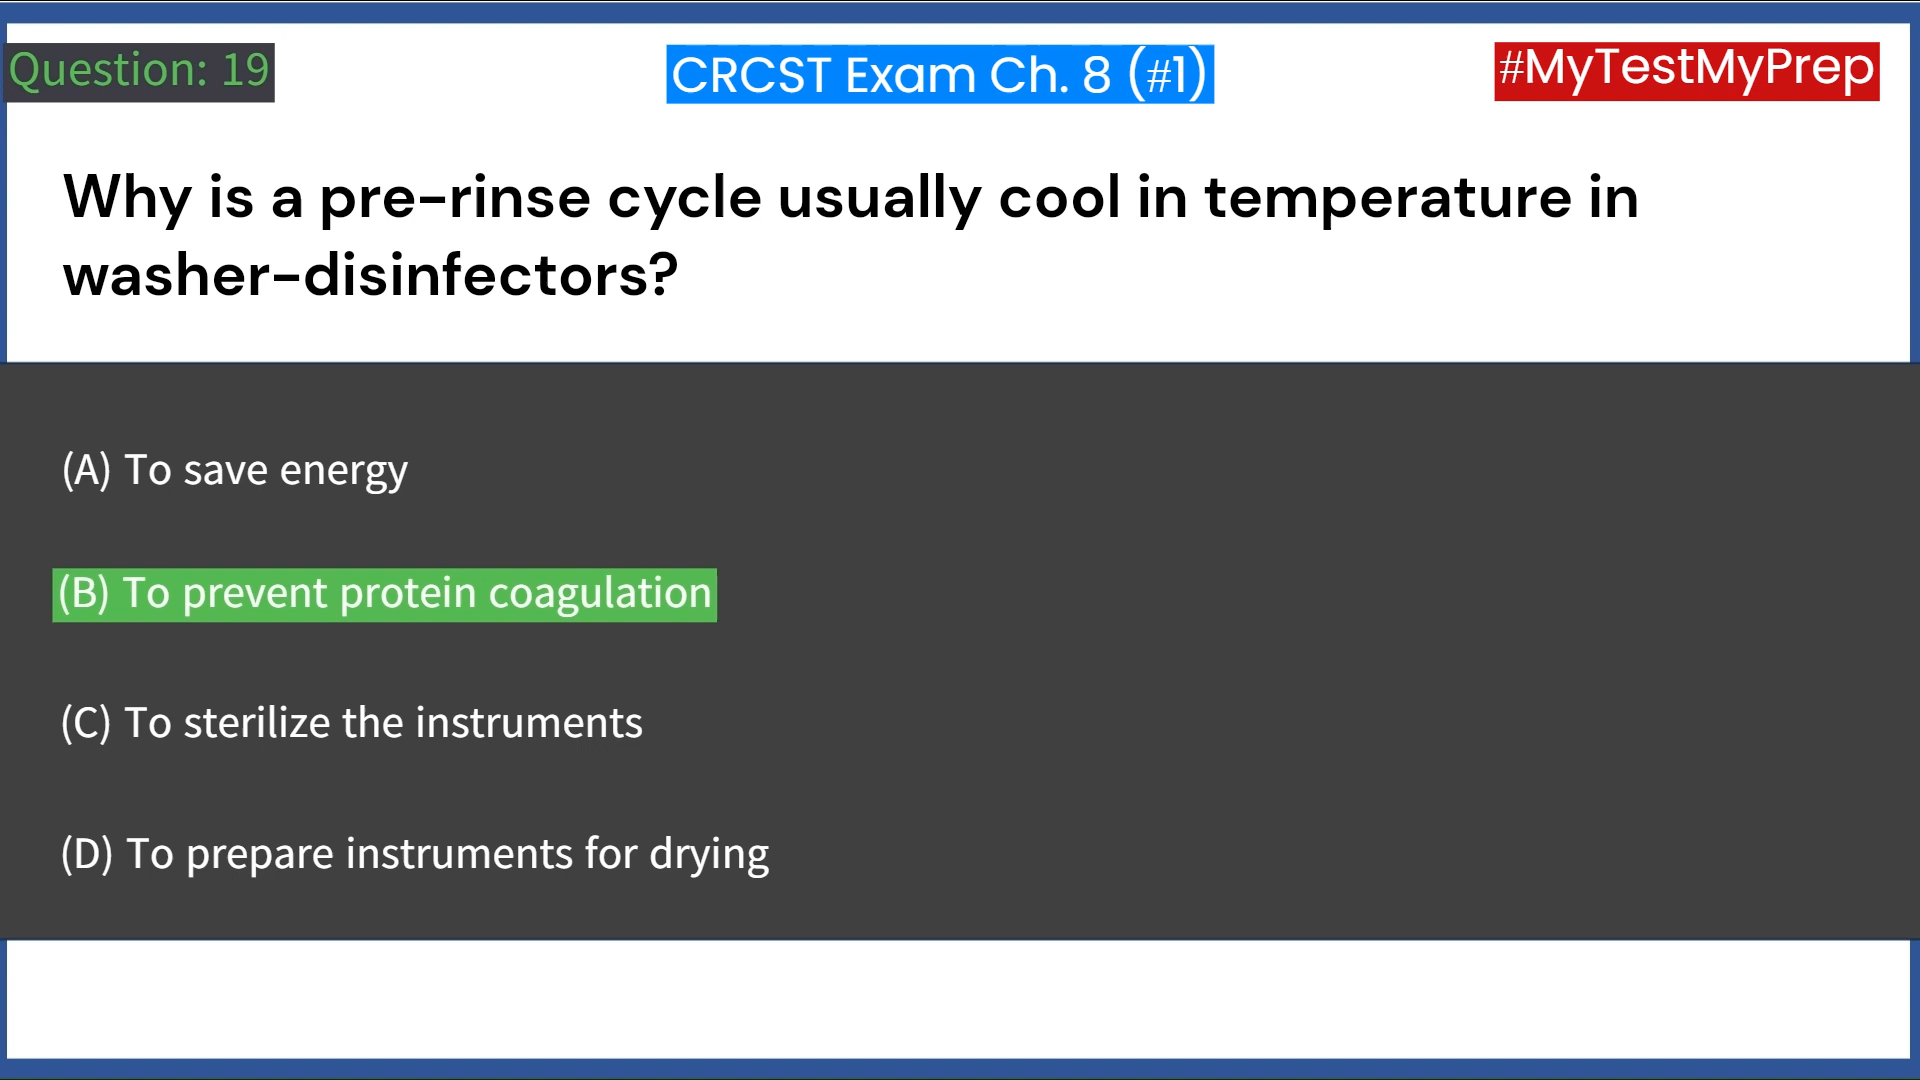 Question: 19
CRCST Exam Ch. 8 (#1)
#MyTestMyPrep
Why is a pre-rinse cycle usually cool in temperature in
washer-disinfectors?
(A) To save energy
(B) To prevent protein coagulation
(C) To sterilize the instruments
(D) To prepare instruments for drying